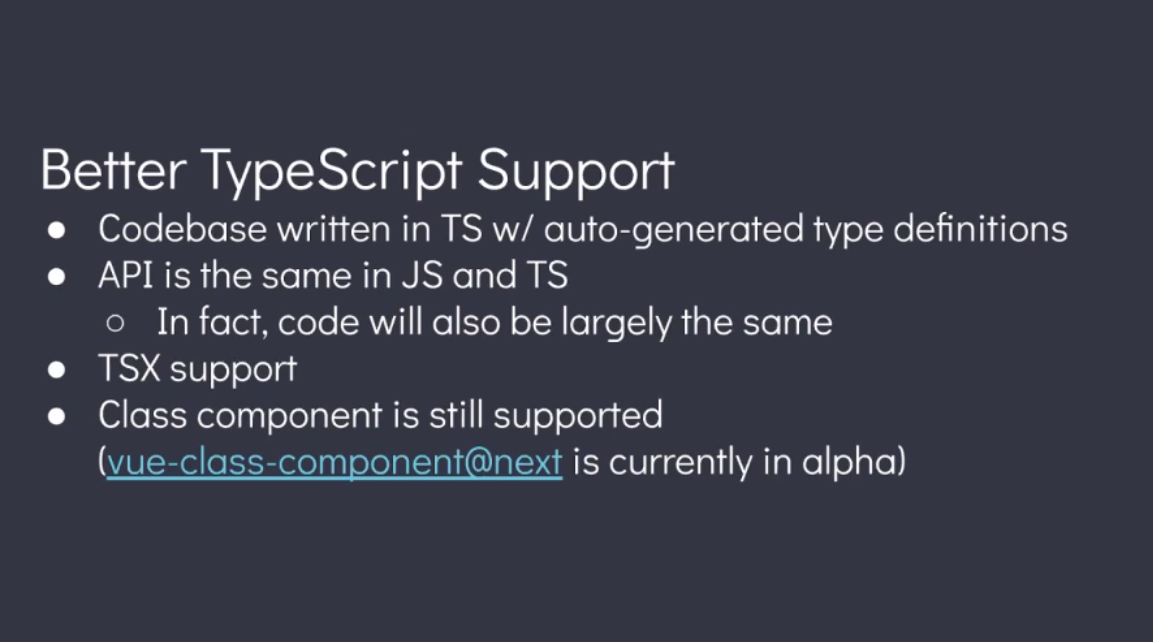 Better TypeScript Support
● Codebase written in TS w/ auto-generated type definitions
● API is the same in JS and TS
○ In fact, code will also be largely the same
● TSX support
● Class component is still supported
(vue-class-component@next is currently in alpha)